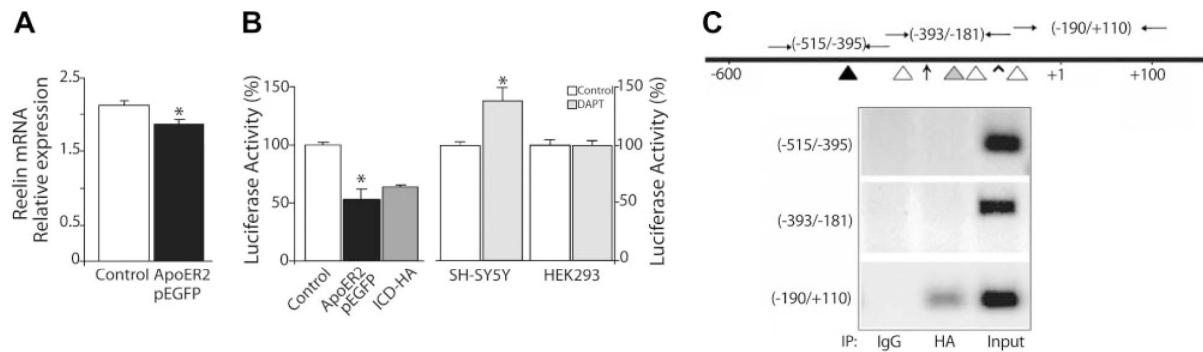 A
Reelin mRNA
Relative expression
2.5
2
1.5
1
0.5
0
*
Control ApoER2
pEGFP
B
Luciferase Activity (%)
150
100
50
0
*
Control
ApoER2
pEGFP
ICD-HA
*
Control
DAPT
SH-SY5Y HEK293
150
100
50
0
Luciferase Activity (%)
C
(-515/-395)
(-393/-181)
(-190/+110)
-600 +1 +100
(-515/-395)
(-393/-181)
(-190/+110)
IP: IgG HA Input